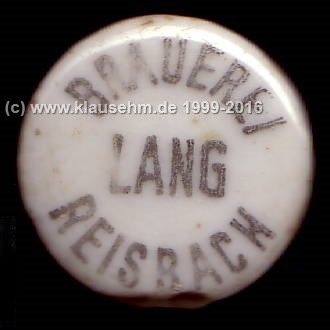 BRAUEREI
(c) www.klausehm.de 1999-2016
LANG
REISBACH